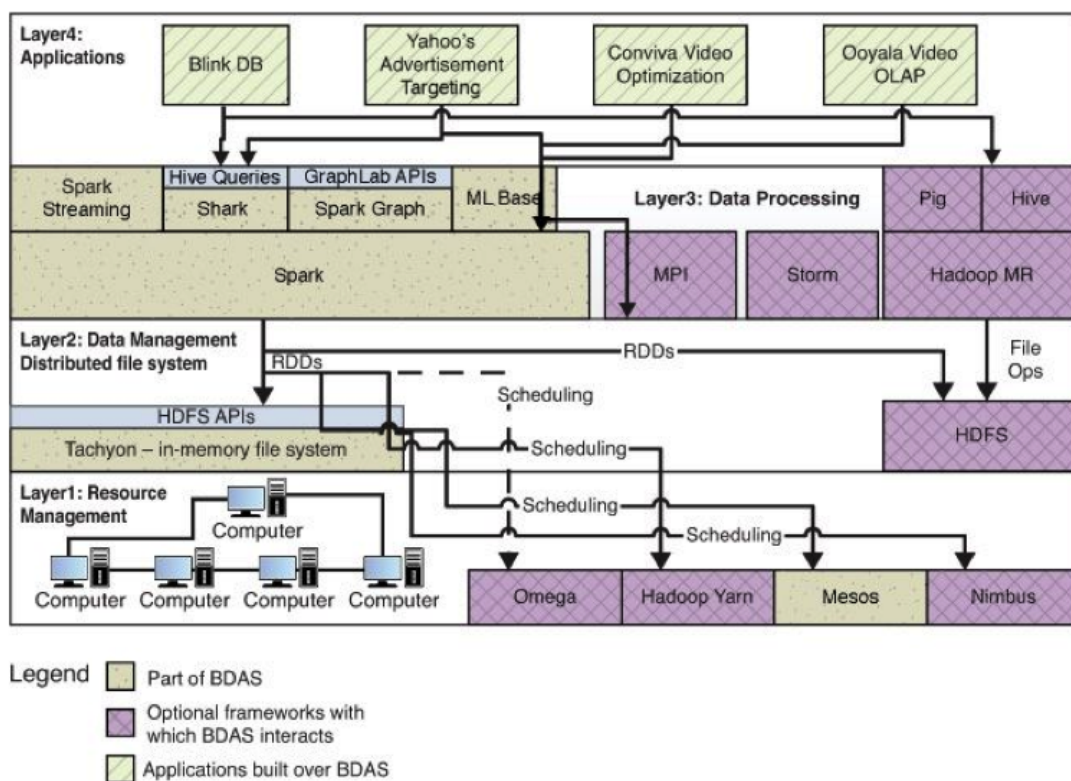 Layer4:
Applications
Blink DB
Yahoo's
Advertisement
Targeting
Conviva Video
Optimization
Ooyala Video
OLAP
Spark
Streaming
Hive Queries
Shark
GraphLab APIs
Spark Graph
ML Base
Layer3: Data Processing
Pig
Hive
Spark
MPI
Storm
Hadoop MR
Layer2: Data Management
Distributed file system
RDDs
RDDs
File
Ops
Scheduling
HDFS APIs
Tachyon – in-memory file system
Scheduling
HDFS
Layer1: Resource
Management
Computer
Scheduling
Scheduling
Computer
Computer
Computer
Computer
Omega
Hadoop Yarn
Mesos
Nimbus
Legend
Part of BDAS
Optional frameworks with
which BDAS interacts
Applications built over BDAS